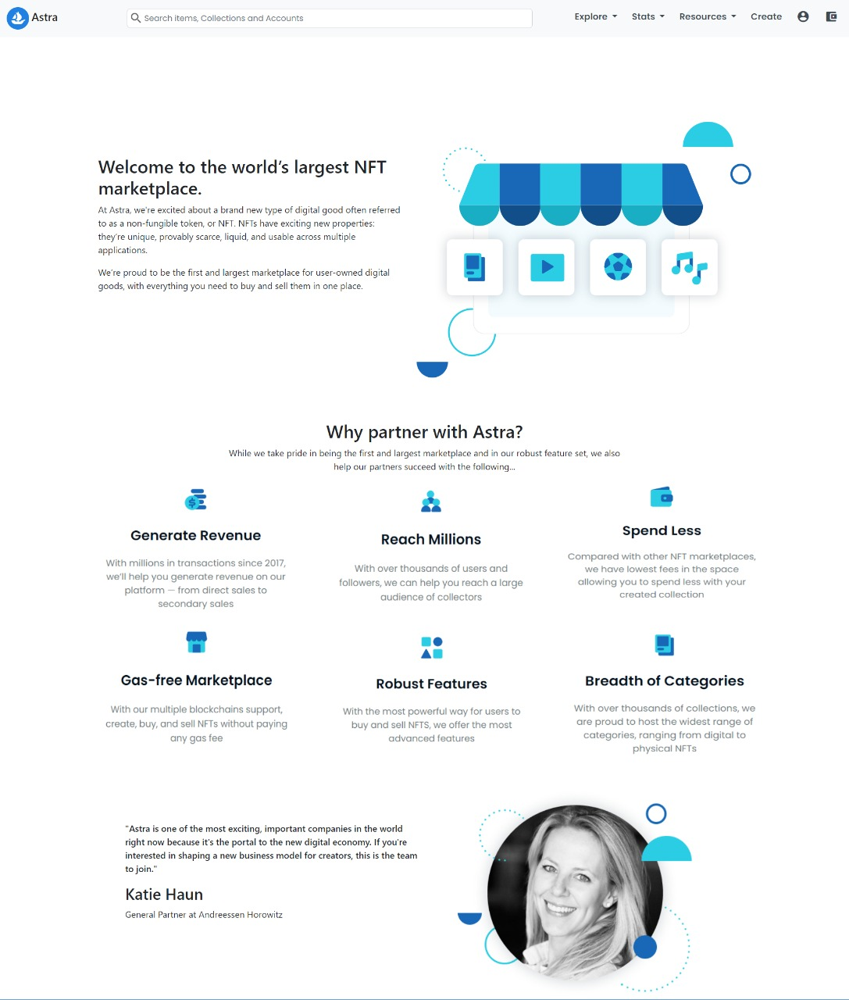 Astra
Search items, Collections and Accounts
Explore
Stats
Resources
Create
Welcome to the world's largest NFT
marketplace.
At Astra, we're excited about a brand new type of digital good often referred
to as a non-fungible token, or NFT. NFTs have exciting new properties:
they're unique, provably scarce, liquid, and usable across multiple
applications.
We're proud to be the first and largest marketplace for user-owned digital
goods, with everything you need to buy and sell them in one place.
Why partner with Astra?
While we take pride in being the first and largest marketplace and in our robust feature set, we also
help our partners succeed with the following...
Generate Revenue
With millions in transactions since 2017,
we'll help you generate revenue on our
platform — from direct sales to
secondary sales
Reach Millions
With over thousands of users and
followers, we can help you reach a large
audience of collectors
Spend Less
Compared with other NFT marketplaces,
we have lowest fees in the space
allowing you to spend less with your
created collection
Gas-free Marketplace
With our multiple blockchains support,
create, buy, and sell NFTs without paying
any gas fee
Robust Features
With the most powerful way for users to
buy and sell NFTS, we offer the most
advanced features
Breadth of Categories
With over thousands of collections, we
are proud to host the widest range of
categories, ranging from digital to
physical NFTs
"Astra is one of the most exciting, important companies in the world
right now because it's the portal to the new digital economy. If you're
interested in shaping a new business model for creators, this is the team
to join."
Katie Haun
General Partner at Andreessen Horowitz